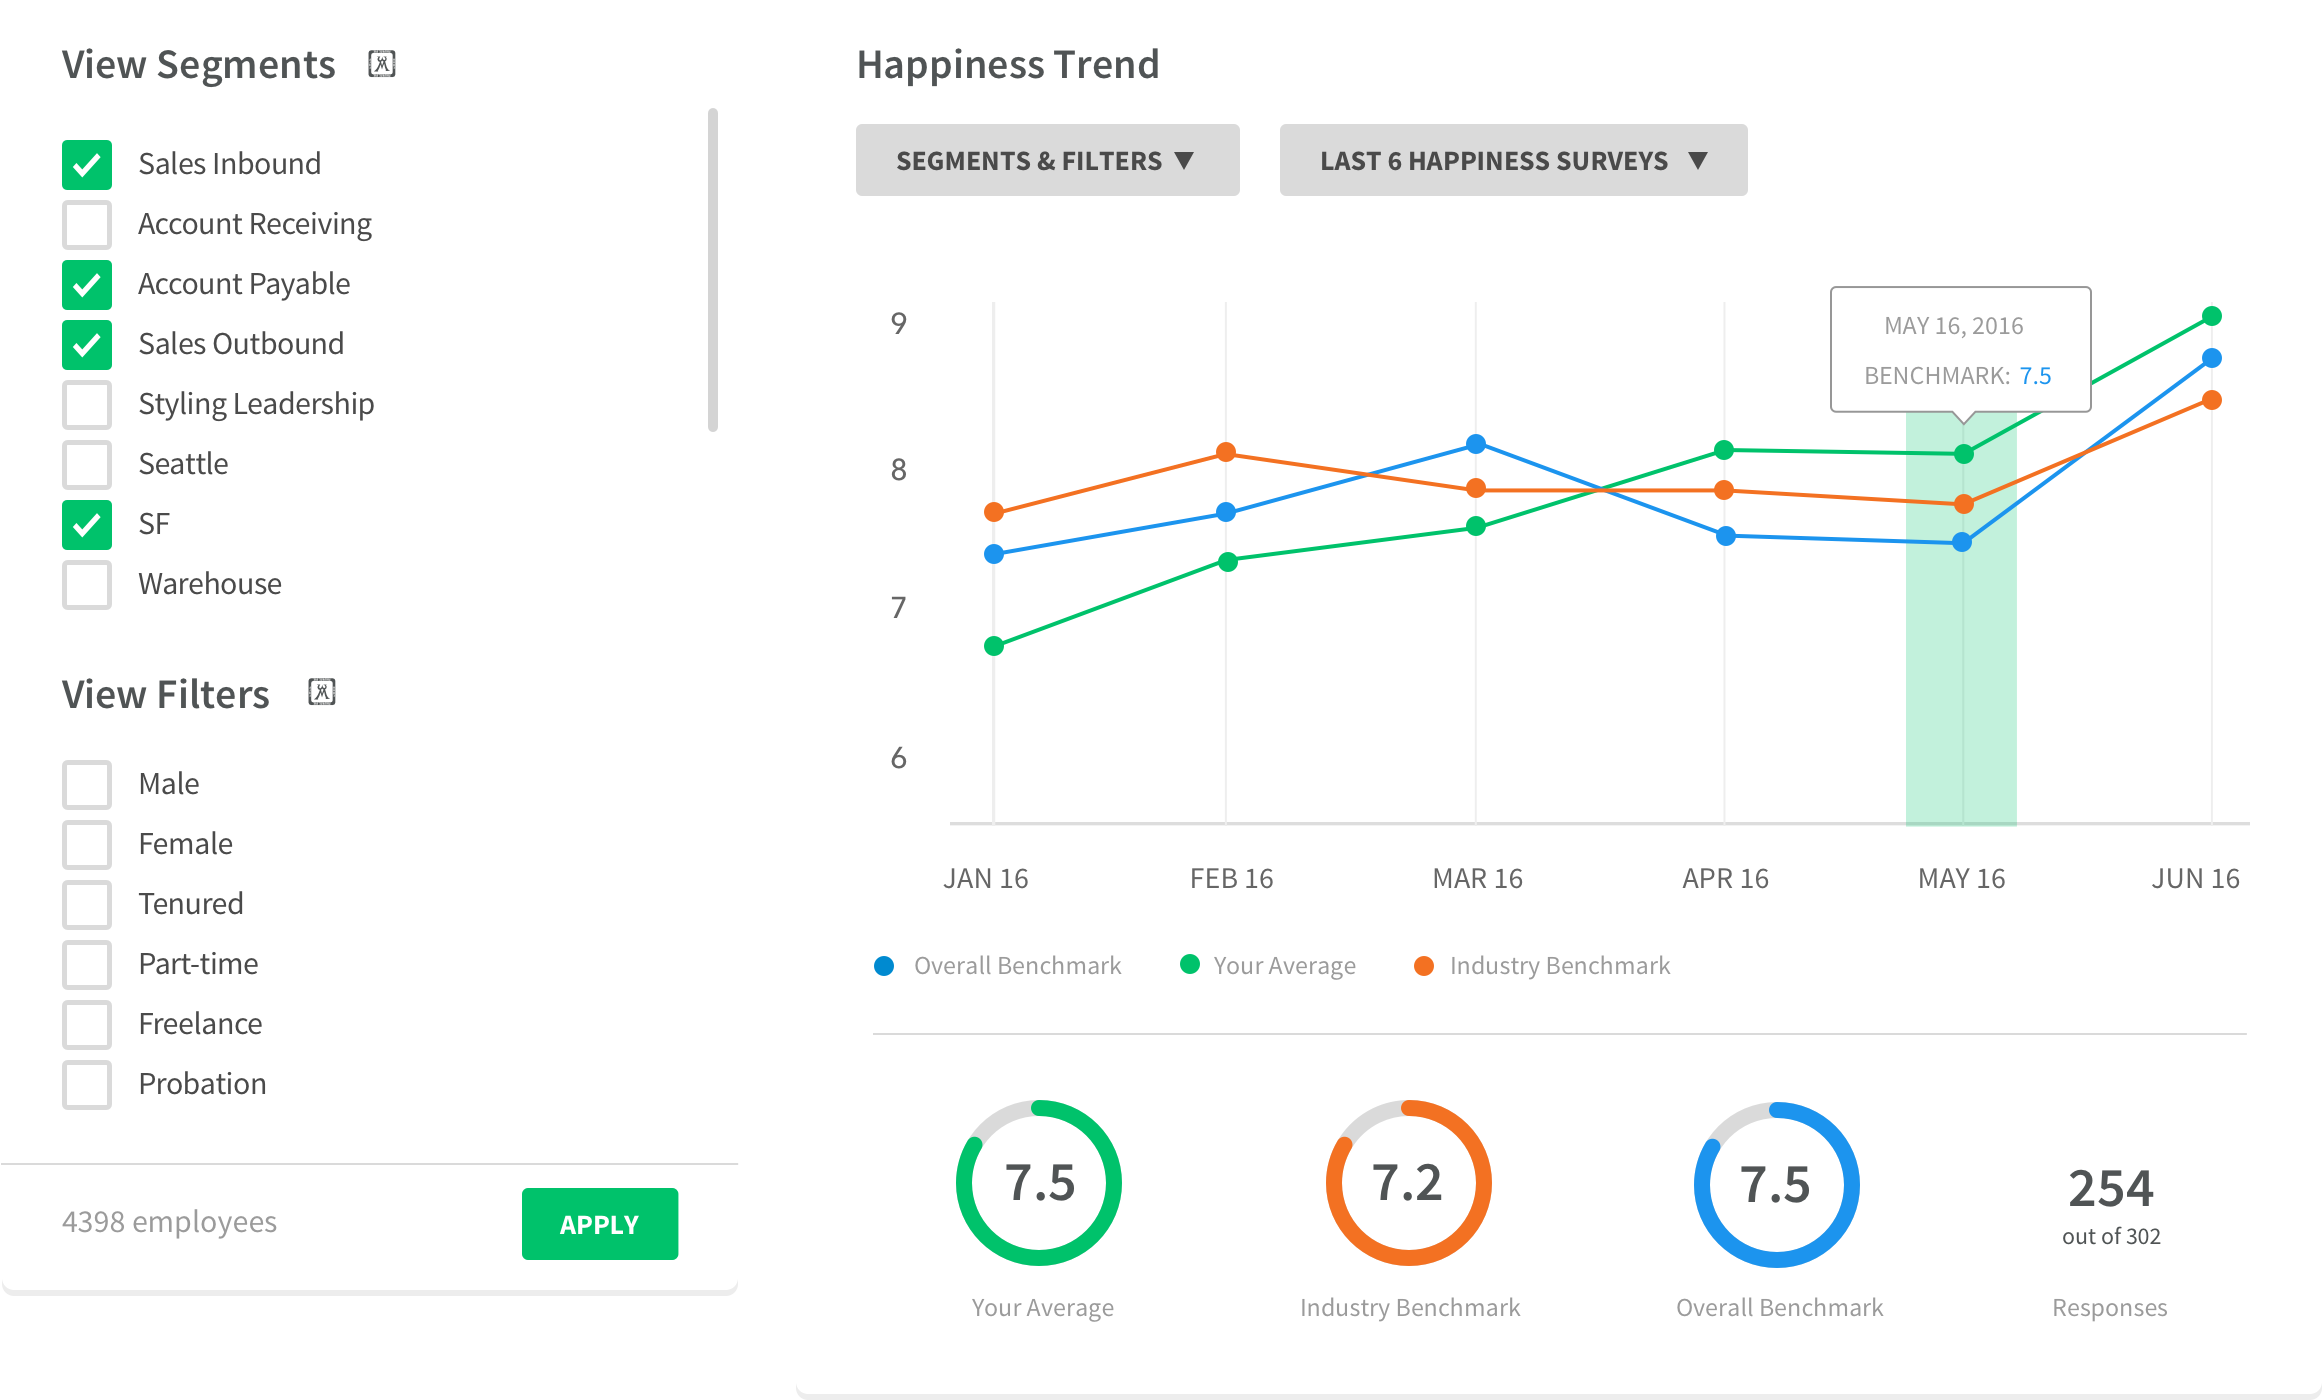 View Segments
Sales Inbound
Account Receiving
Account Payable
Sales Outbound
Styling Leadership
Seattle
SF
Warehouse
View Filters
Male
Female
Tenured
Part-time
Freelance
Probation
4398 employees
APPLY
Happiness Trend
SEGMENTS & FILTERS ▼
LAST 6 HAPPINESS SURVEYS ▼
9
8
7
6
MAY 16, 2016
BENCHMARK: 7.5
JAN 16
FEB 16
MAR 16
APR 16
MAY 16
JUN 16
Overall Benchmark
Your Average
Industry Benchmark
7.5
Your Average
7.2
Industry Benchmark
7.5
Overall Benchmark
254
out of 302
Responses